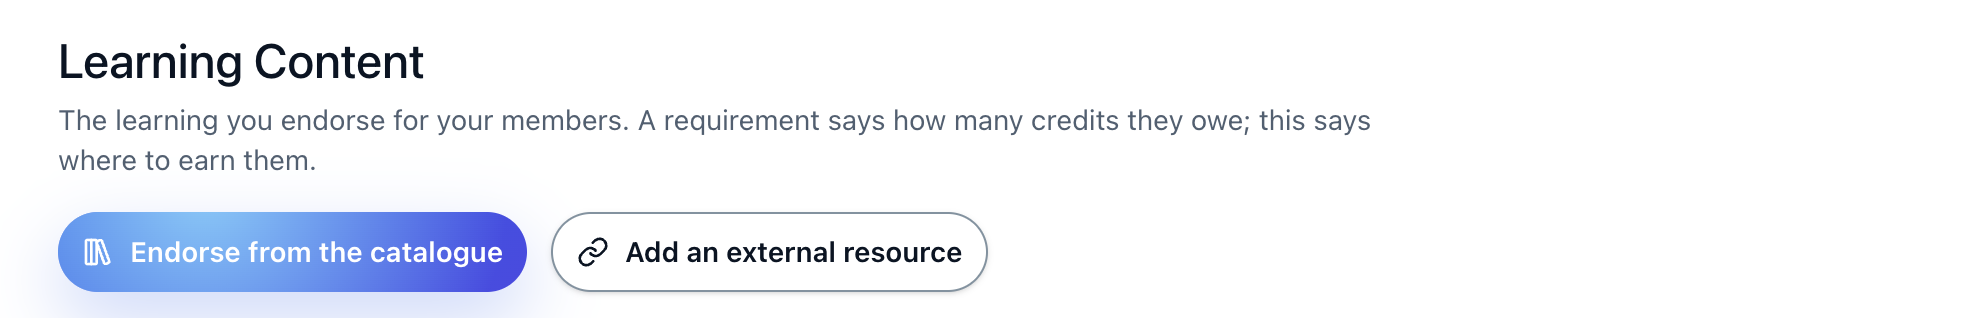 Learning Content
The learning you endorse for your members. A requirement says how many credits they owe; this says
where to earn them.
Endorse from the catalogue
Add an external resource